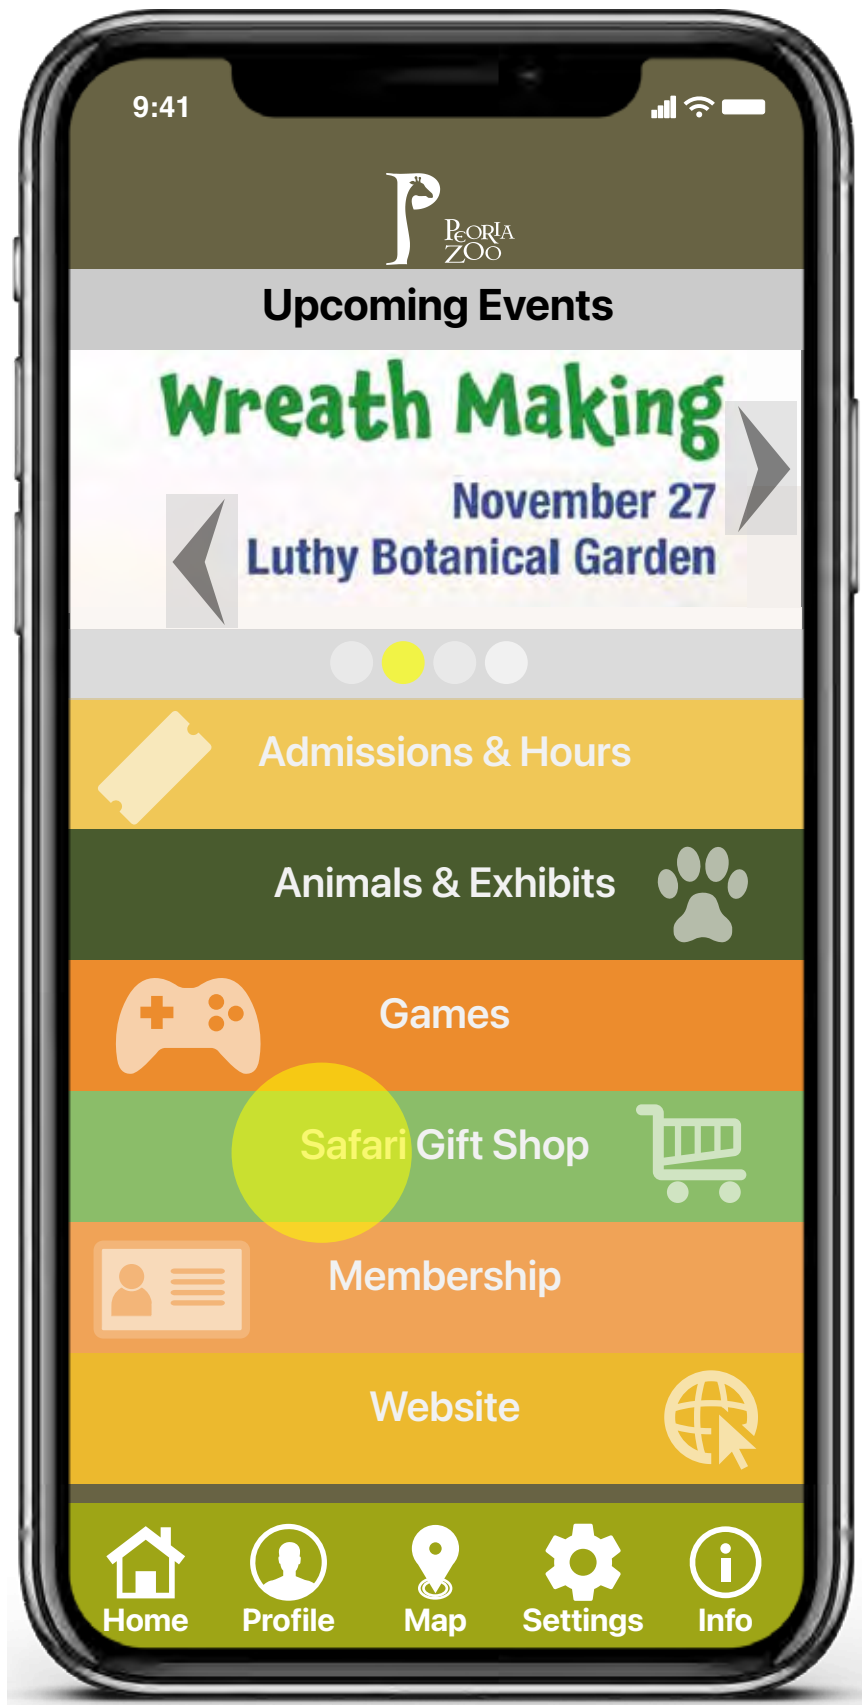 9:41
P
PEORIA
ZOO
Upcoming Events
Wreath Making
November 27
Luthy Botanical Garden
Admissions & Hours
Animals & Exhibits
Games
Safari Gift Shop
Membership
Website
Home Profile Map Settings Info